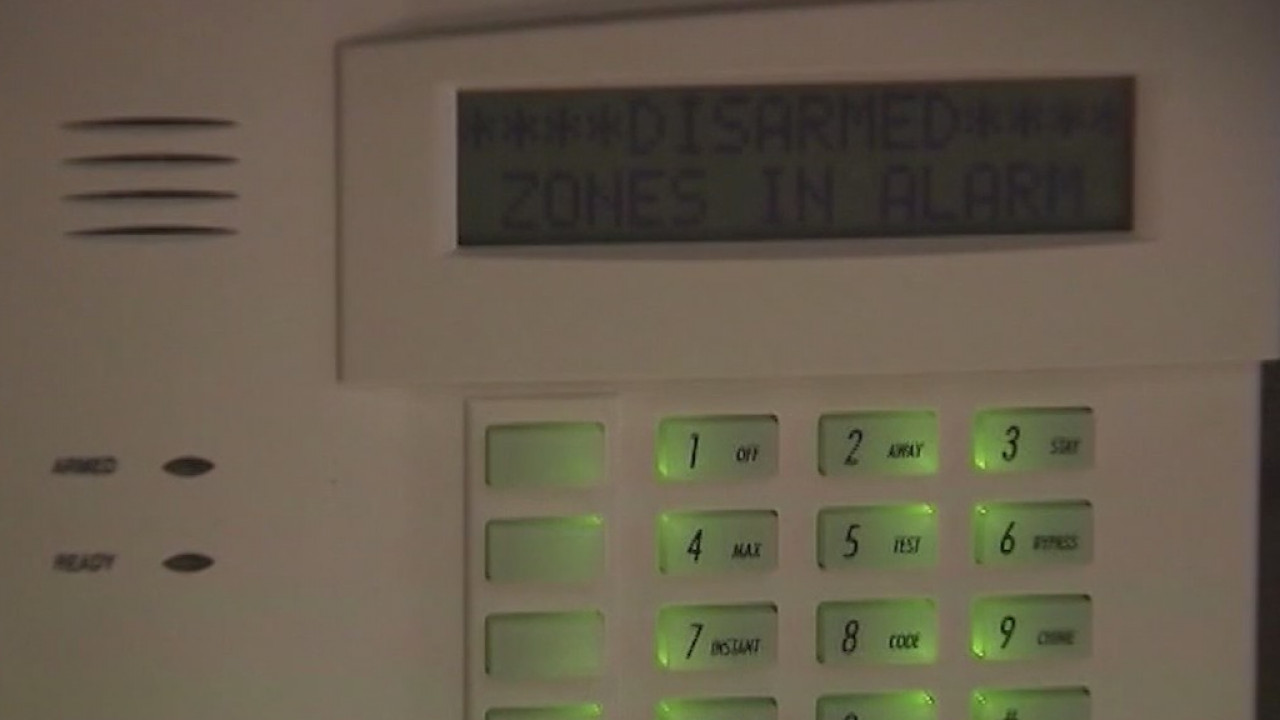 ****DISARMED****
ZONES IN ALARM
ARMED
READY
1 OFF
2 AWAY
3 STAY
4 MAX
5 TEST
6 BYPASS
7 INSTANT
8 CODE
9 CHIME
#